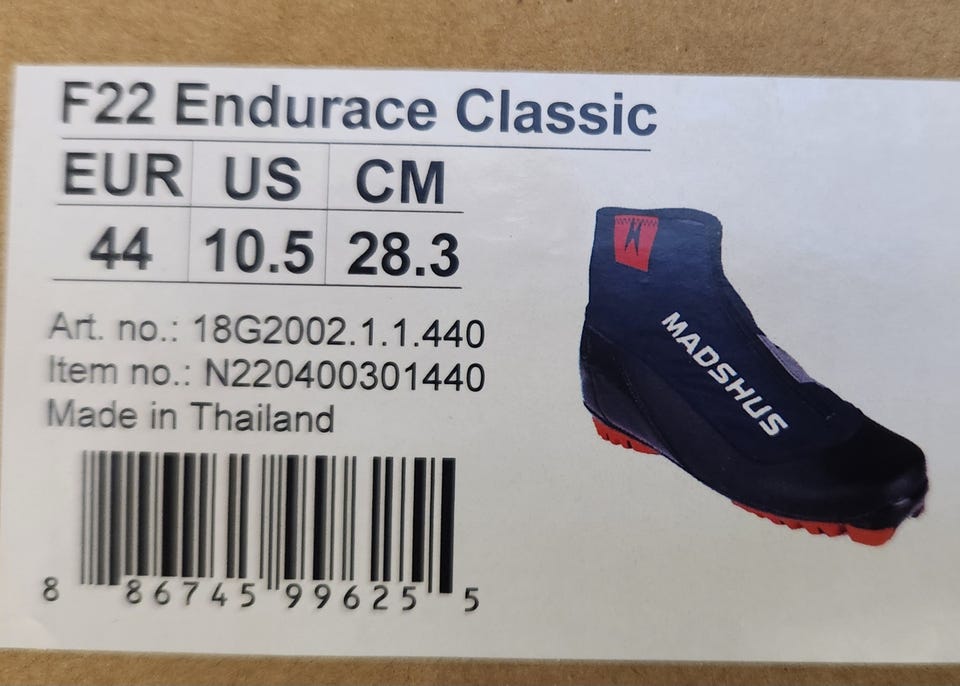 F22 Endurace Classic
EUR US CM
44 10.5 28.3
Art. no.: 18G2002.1.1.440
Item no.: N220400301440
Made in Thailand
8 86745 99625 5
MADSHUS